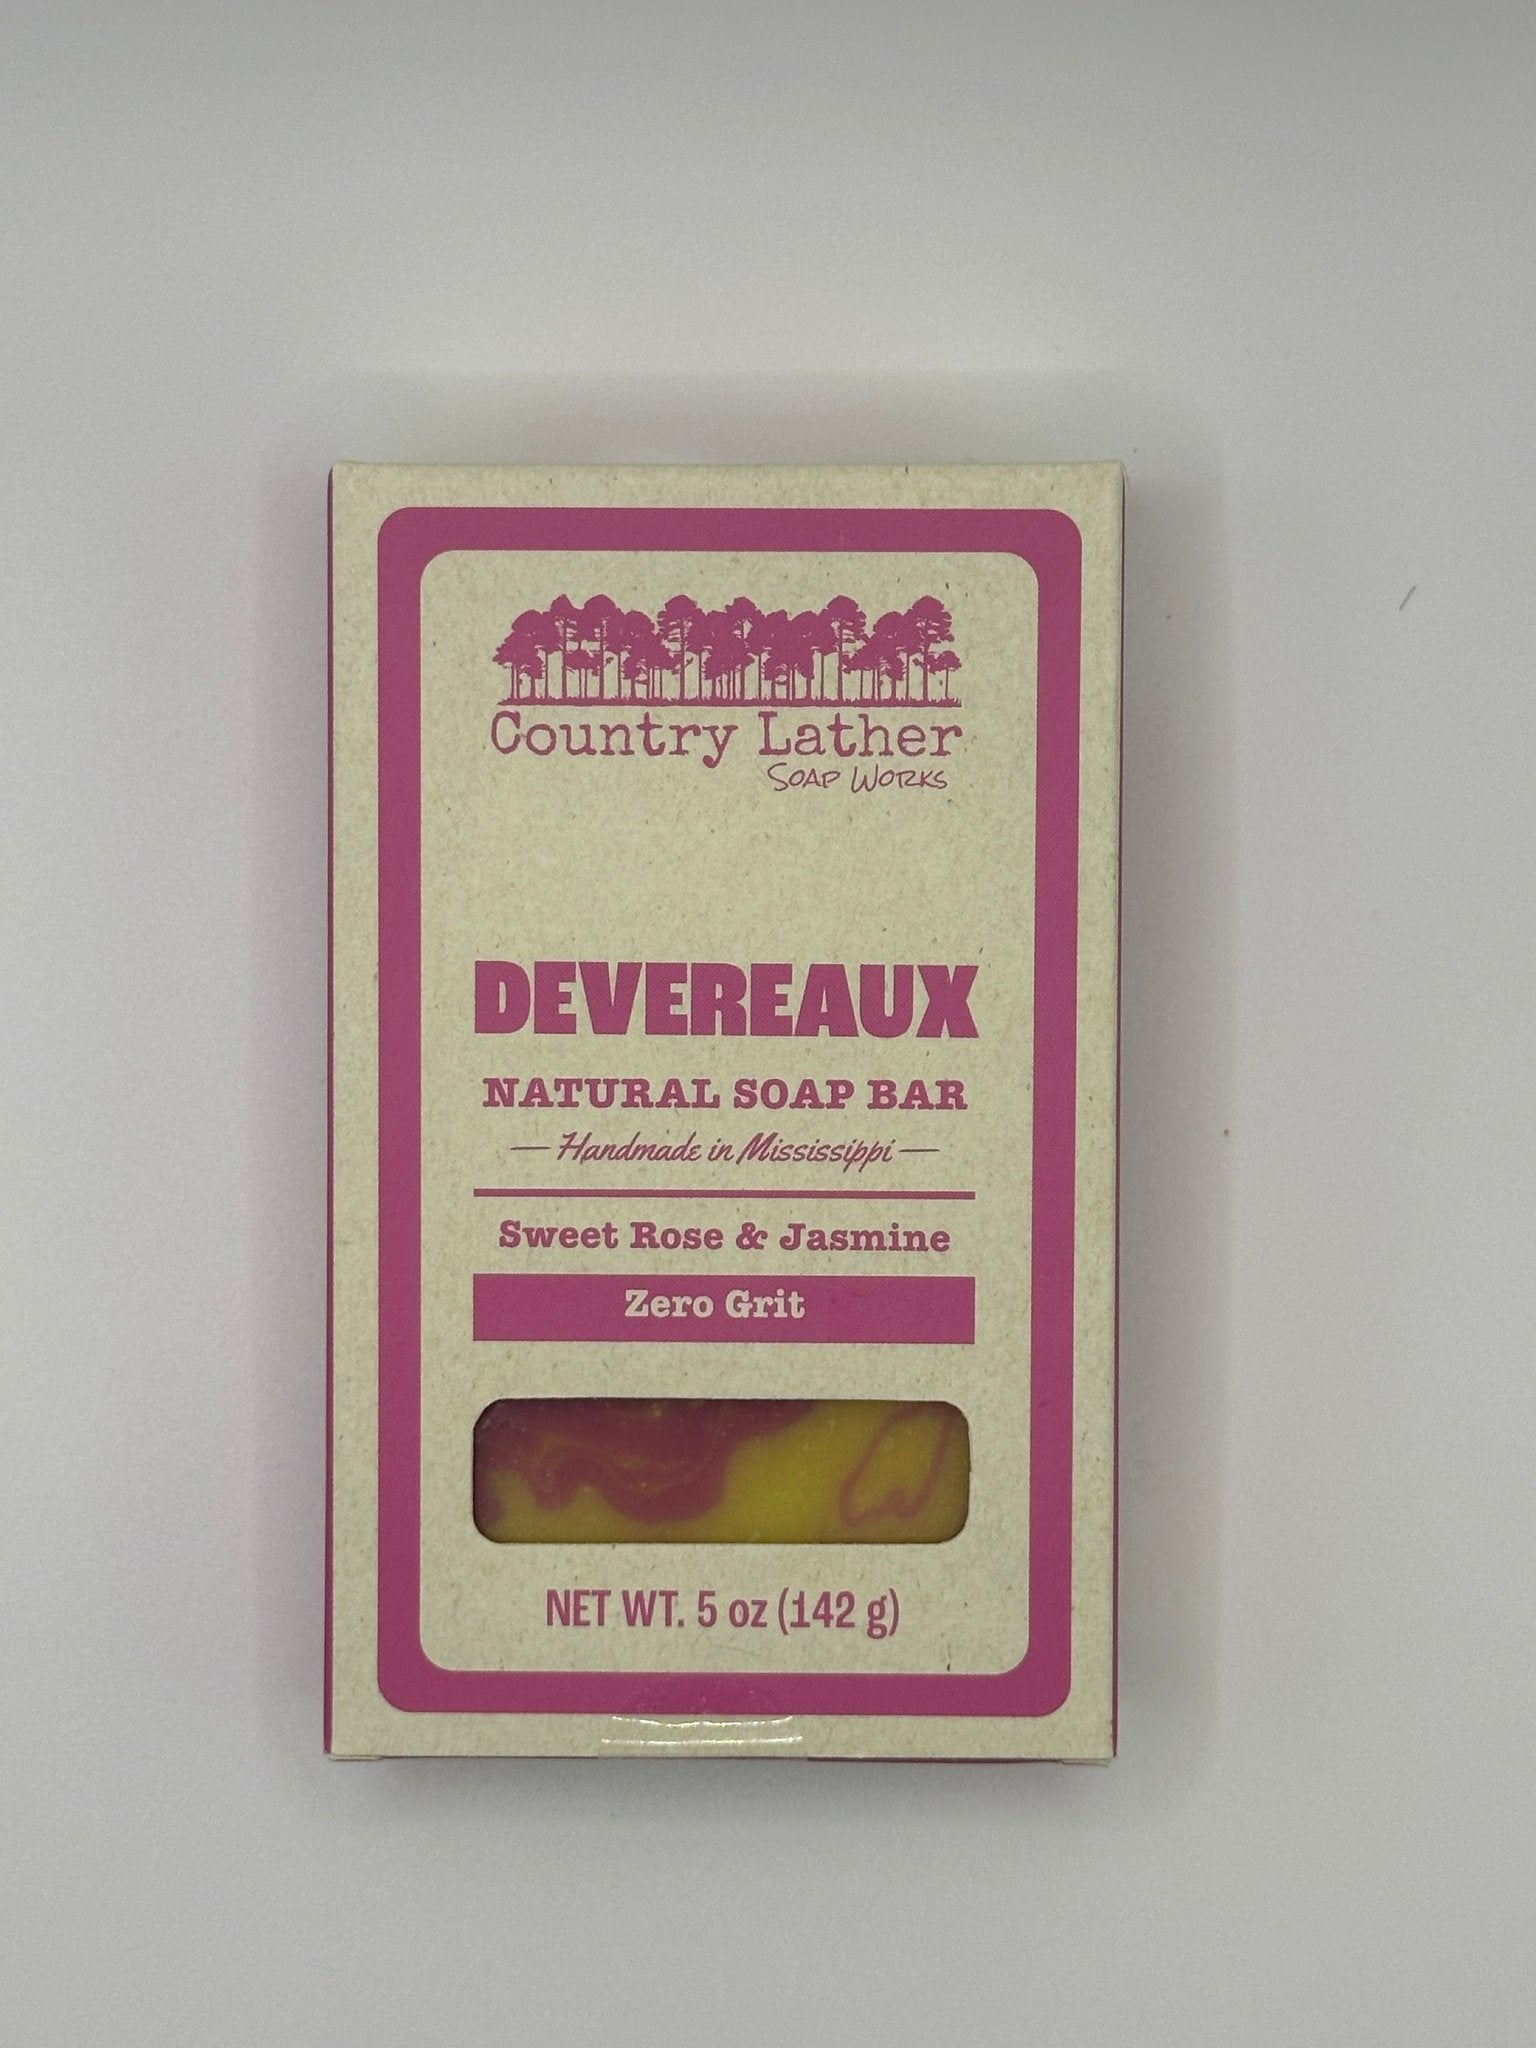 Country Lather
Soap Works
DEVEREAUX
NATURAL SOAP BAR
Handmade in Mississippi
Sweet Rose & Jasmine
Zero Grit
NET WT. 5 oz (142 g)